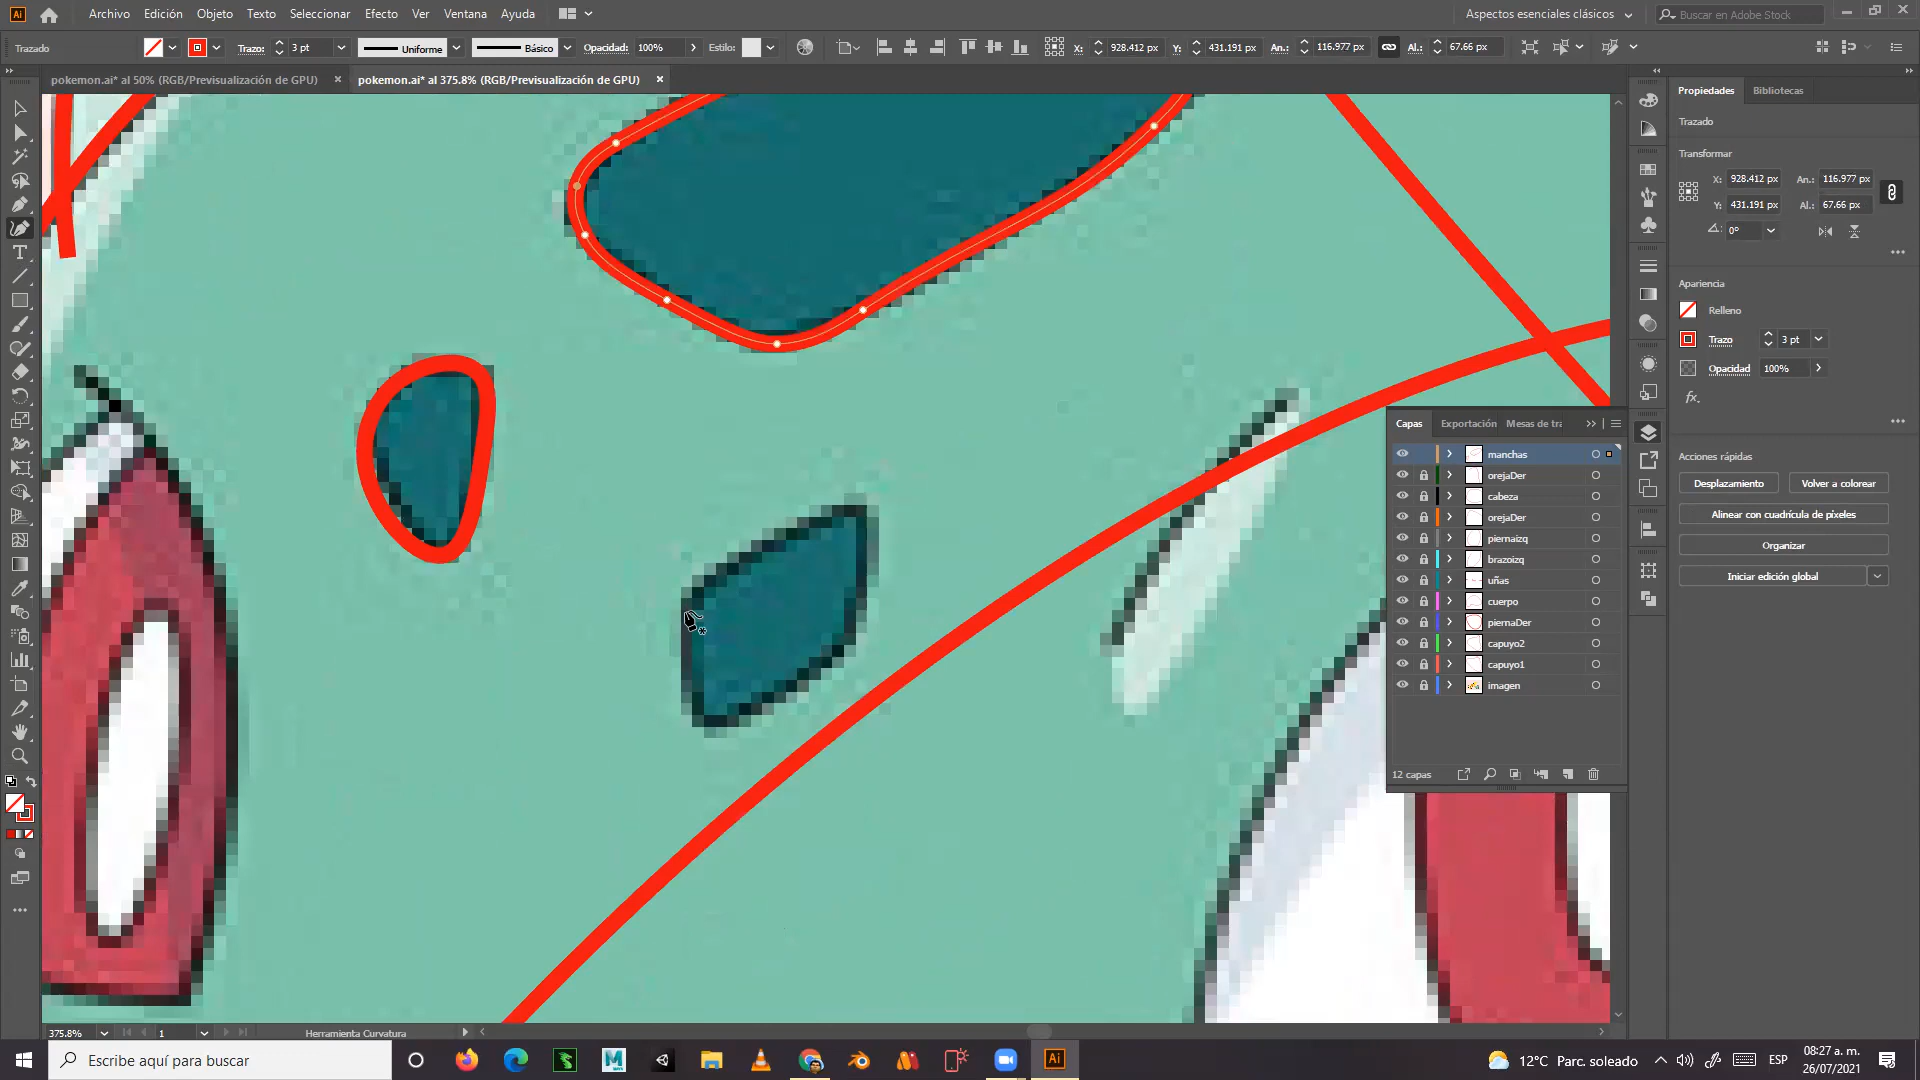 Ai
Archivo Edición Objeto Texto Seleccionar Efecto Ver Ventana Ayuda
Aspectos esenciales clásicos
Buscar en Adobe Stock
Trazado
Trazo: 3 pt
Uniforme
Básico
Opacidad: 100%
Estilo:
X: 928.412 px
Y: 431.191 px
An.: 116.977 px
Al.: 67.66 px
pokemon.ai* al 50% (RGB/Previsualización de GPU) ×
pokemon.ai* al 375.8% (RGB/Previsualización de GPU) ×
Propiedades Bibliotecas
Trazado
Transformar
X: 928.412 px An.: 116.977 px
Y: 431.191 px Al.: 67.66 px
0°
Apariencia
Relleno
Trazo 3 pt
Opacidad 100%
fx.
Acciones rápidas
Desplazamiento Volver a colorear
Alinear con cuadrícula de píxeles
Organizar
Iniciar edición global
Capas Exportación Mesas de tra
manchas
orejaDer
cabeza
orejaDer
piernaizq
brazoizq
uñas
cuerpo
piernaDer
capuyo2
capuyo1
imagen
12 capas
375.8% 1 Herramienta Curvatura
Escribe aquí para buscar
12°C Parc. soleado
ESP
08:27 a. m.
26/07/2021